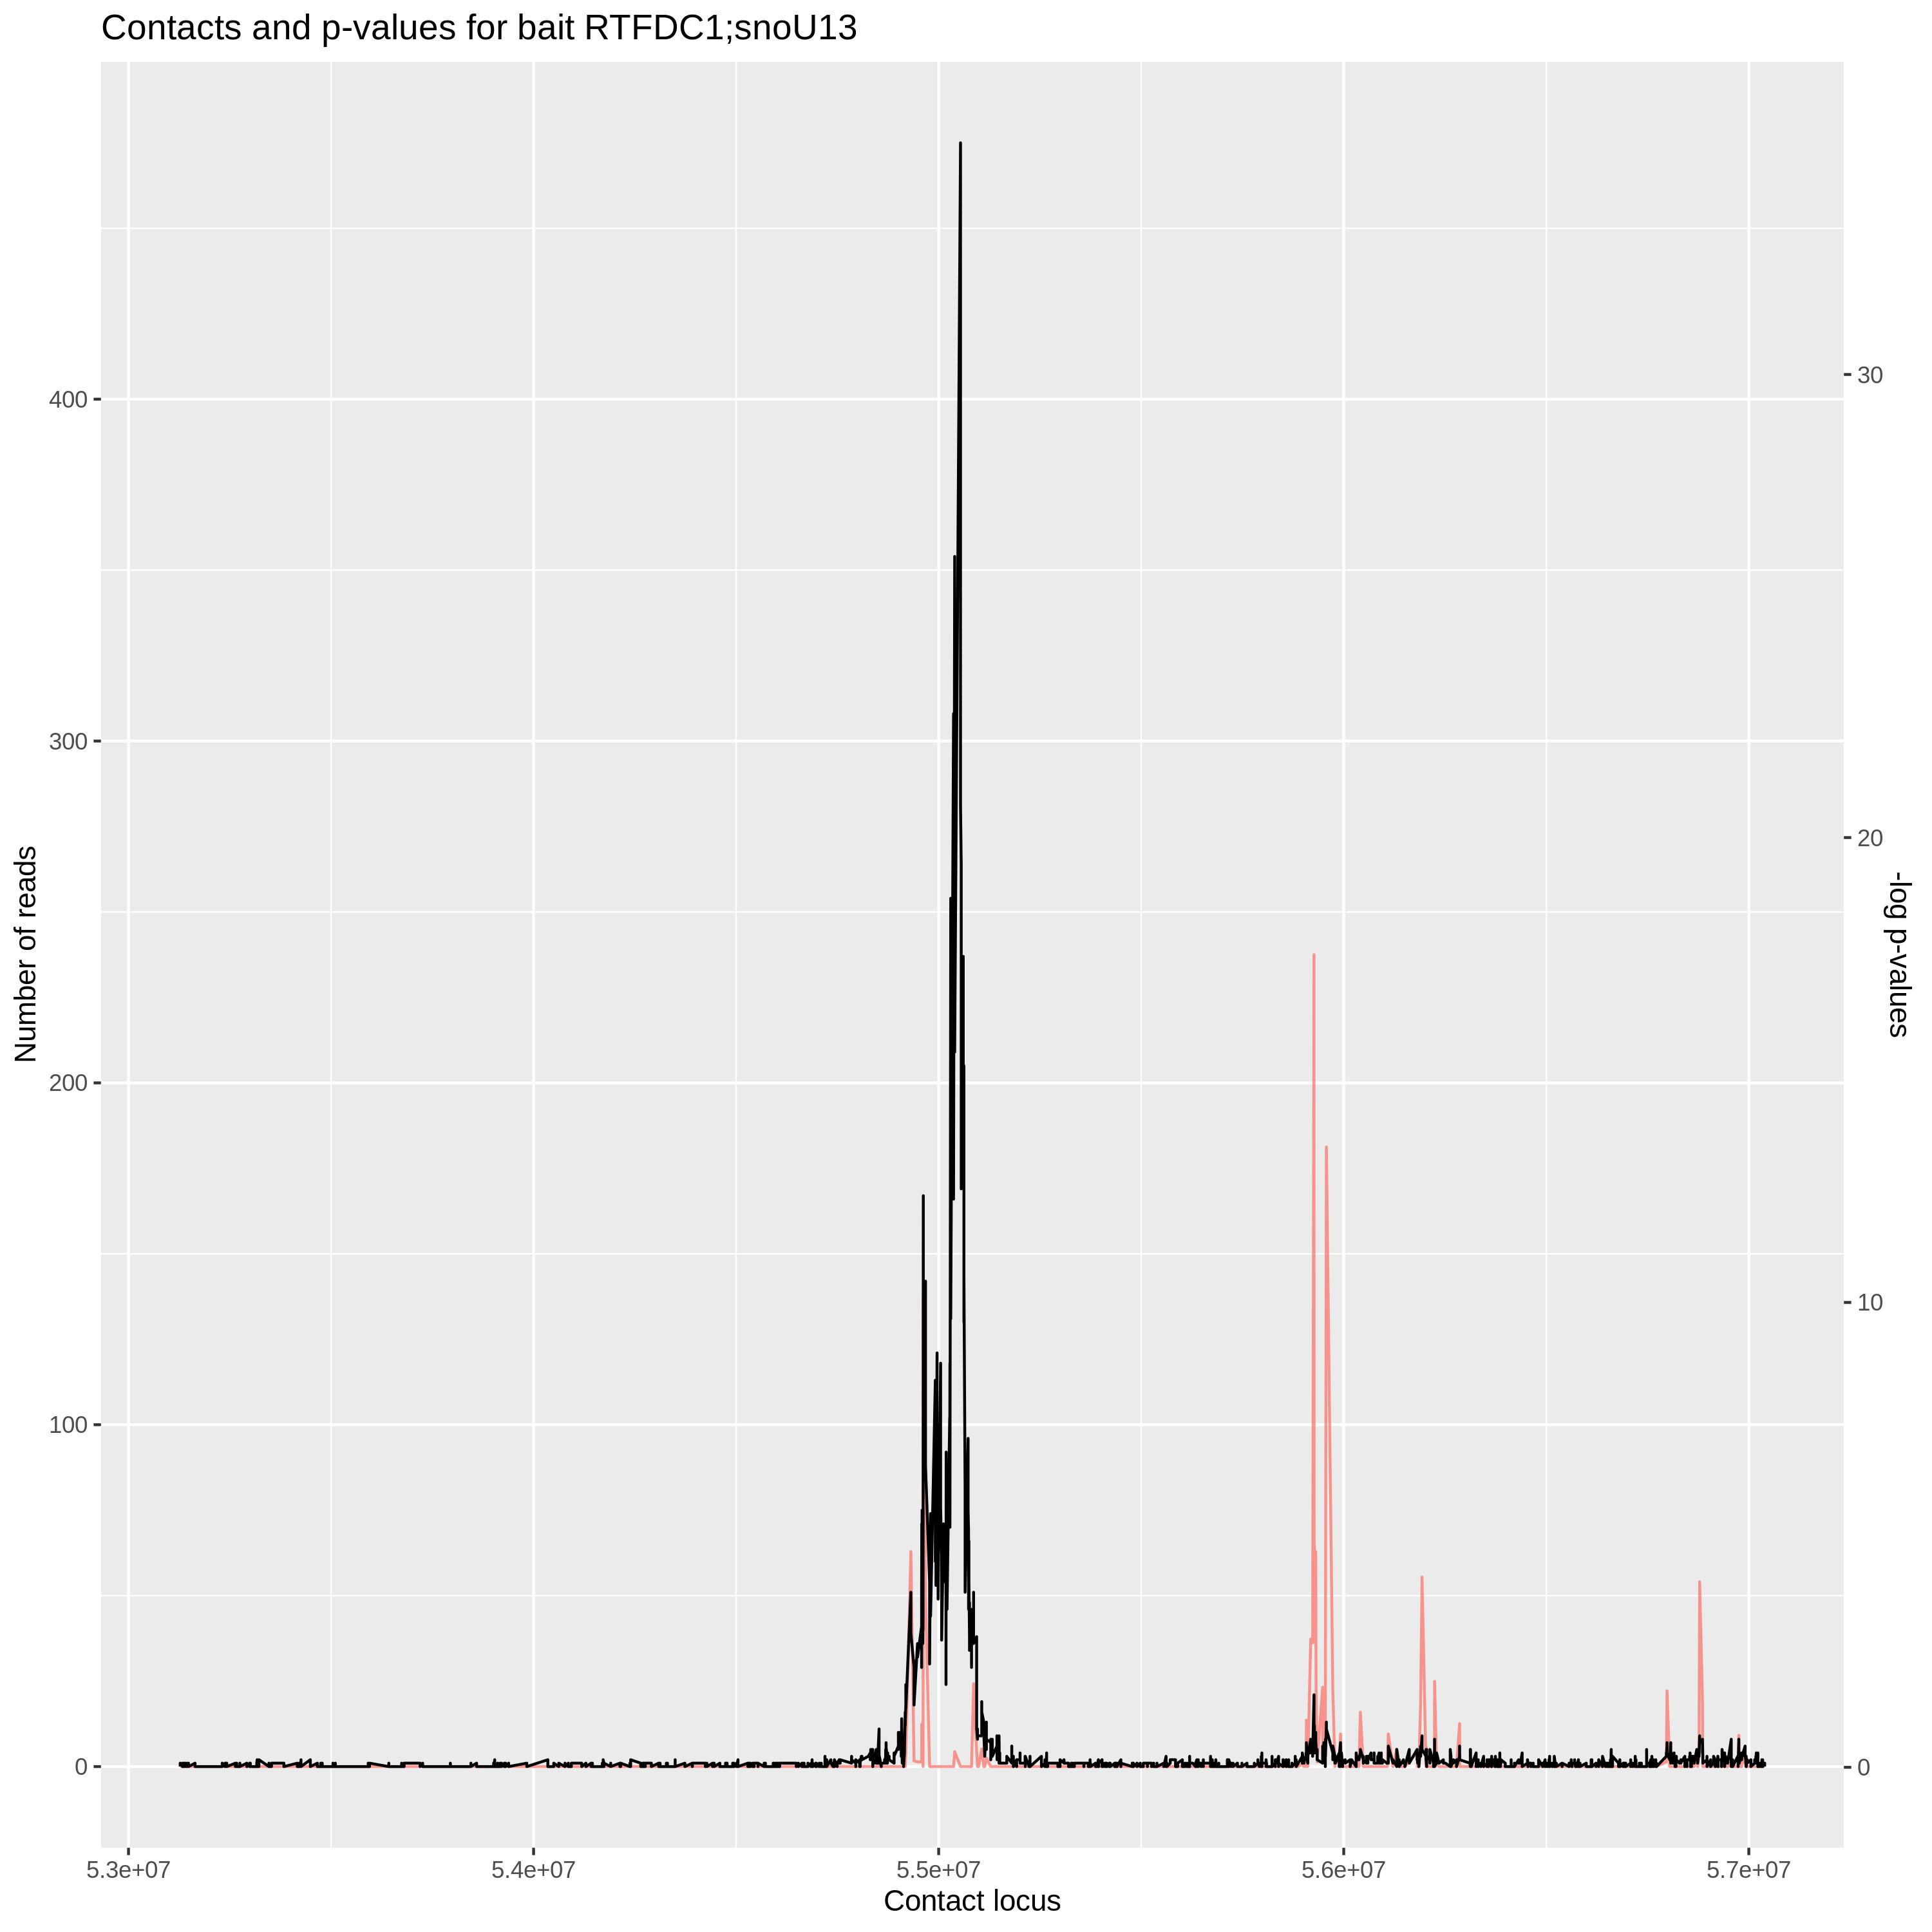 Contacts and p-values for bait RTFDC1;snoU13
Number of reads
400
300
200
100
0
30
20
10
0
-log p-values
5.3e+07
5.4e+07
5.5e+07
5.6e+07
5.7e+07
Contact locus